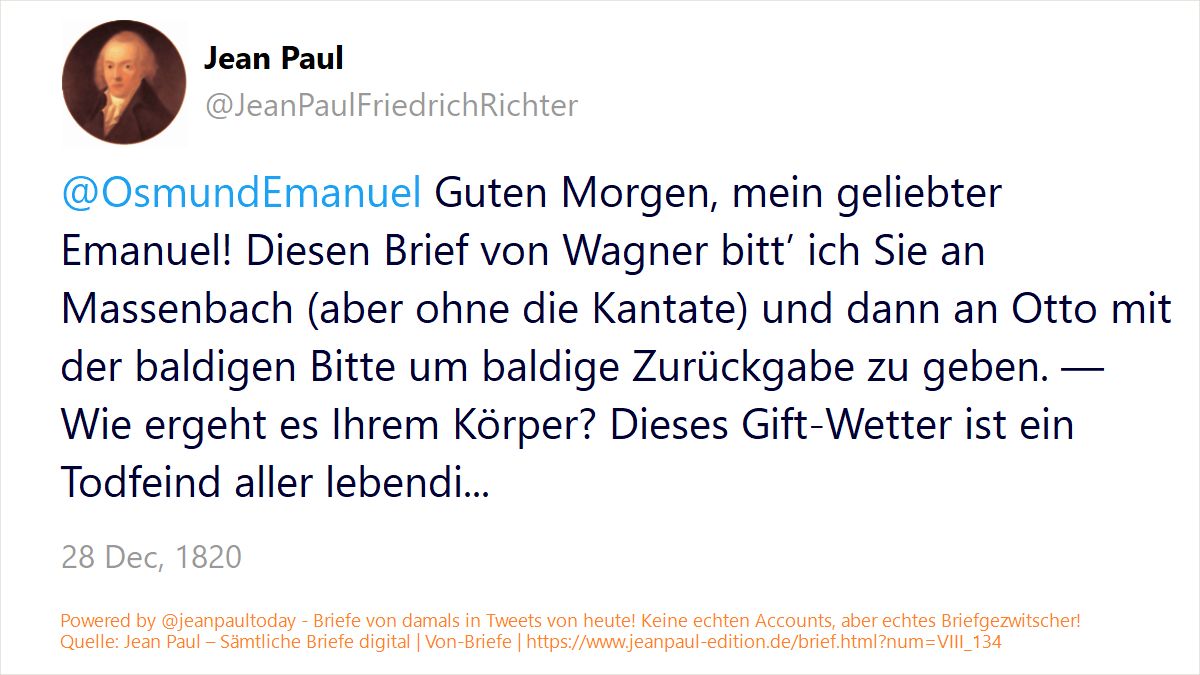 Jean Paul
@JeanPaulFriedrichRichter
@OsmundEmanuel Guten Morgen, mein geliebter
Emanuel! Diesen Brief von Wagner bitt’ ich Sie an
Massenbach (aber ohne die Kantate) und dann an Otto mit
der baldigen Bitte um baldige Zurückgabe zu geben. —
Wie ergeht es Ihrem Körper? Dieses Gift-Wetter ist ein
Todfeind aller lebendi...
28 Dec, 1820
Powered by @jeanpaultoday - Briefe von damals in Tweets von heute! Keine echten Accounts, aber echtes Briefgezwitscher!
Quelle: Jean Paul – Sämtliche Briefe digital | Von-Briefe | https://www.jeanpaul-edition.de/brief.html?num=VIII_134